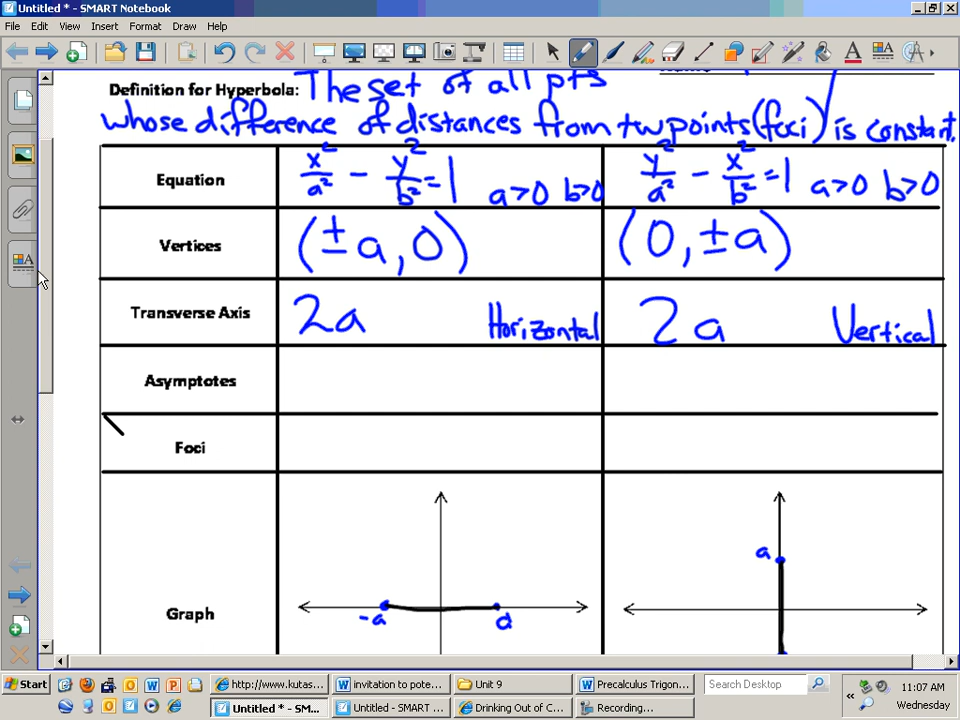 Untitled * - SMART Notebook
File Edit View Insert Format Draw Help
Definition for Hyperbola: The set of all pts
whose difference of distances from two points (foci) is constant.
Equation x²/a² - y²/b² = 1 a>0 b>0 y²/a² - x²/b² = 1 a>0 b>0
Vertices (±a,0) (0,±a)
Transverse Axis 2a Horizontal 2a Vertical
Asymptotes
Foci
a
Graph -a a
Start http://www.kutas... invitation to pote... Unit 9 Precalculus Trigon... Search Desktop 11:07 AM
Untitled * - SM... Untitled - SMART ... Drinking Out of C... Recording... Wednesday